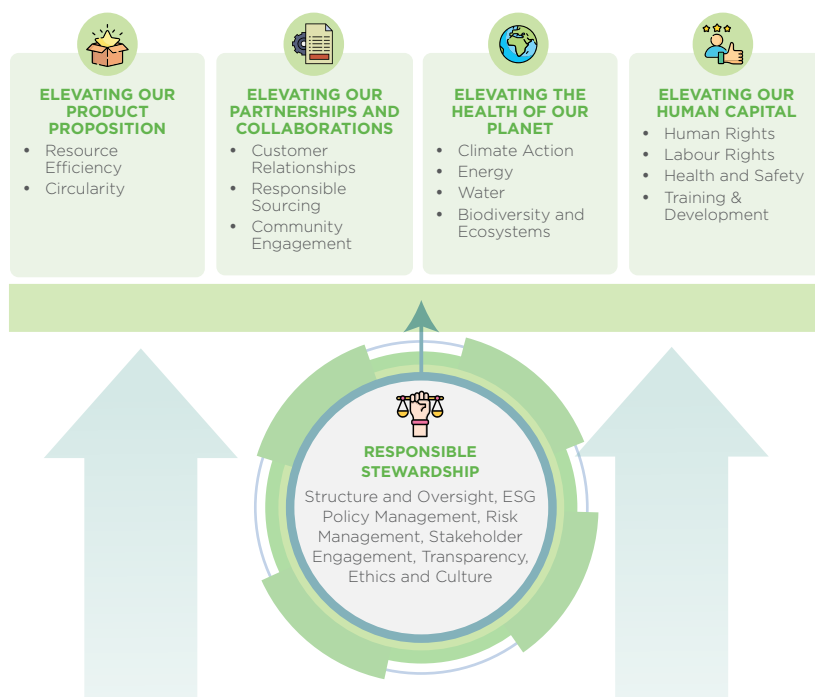 ELEVATING OUR
PRODUCT
PROPOSITION
• Resource
Efficiency
• Circularity
ELEVATING OUR
PARTNERSHIPS AND
COLLABORATIONS
• Customer
Relationships
• Responsible
Sourcing
• Community
Engagement
ELEVATING THE
HEALTH OF OUR
PLANET
• Climate Action
• Energy
• Water
• Biodiversity and
Ecosystems
ELEVATING OUR
HUMAN CAPITAL
• Human Rights
• Labour Rights
• Health and Safety
• Training &
Development
RESPONSIBLE
STEWARDSHIP
Structure and Oversight, ESG
Policy Management, Risk
Management, Stakeholder
Engagement, Transparency,
Ethics and Culture